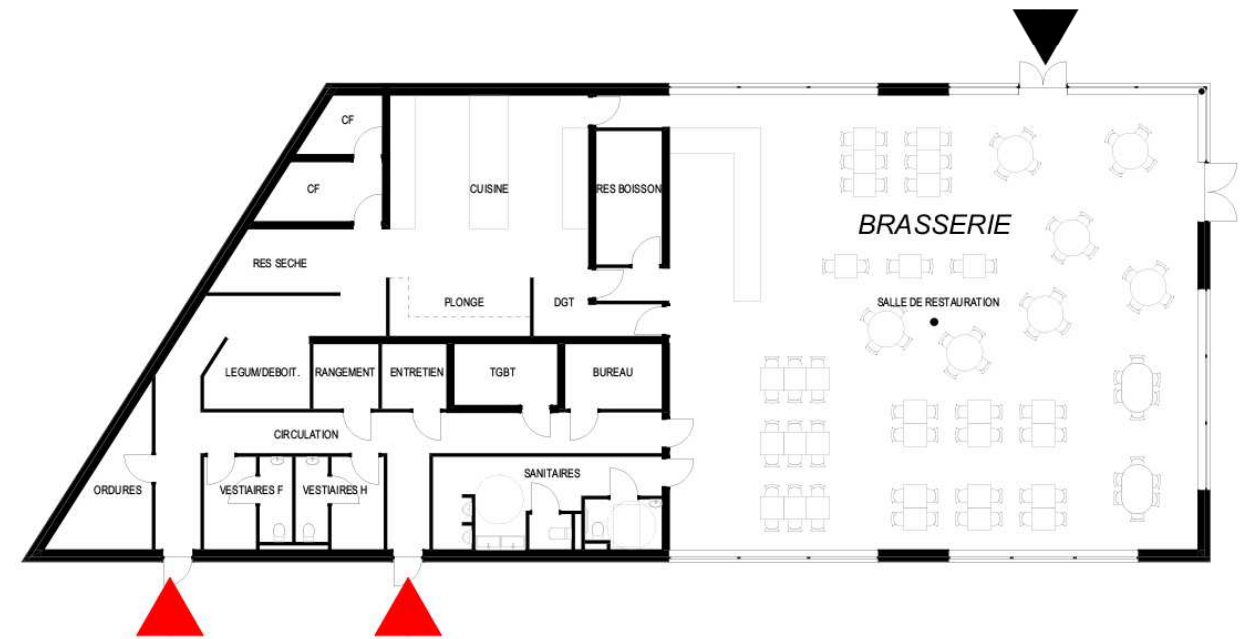 CF
CF
CUISINE
RES BOISSON
BRASSERIE
RES SECHE
PLONGE
DGT
SALLE DE RESTAURATION
LEGUM/DEBOIT.
RANGEMENT
ENTRETIEN
TGBT
BUREAU
CIRCULATION
SANITAIRES
ORDURES
VESTIAIRES F
VESTIAIRES H